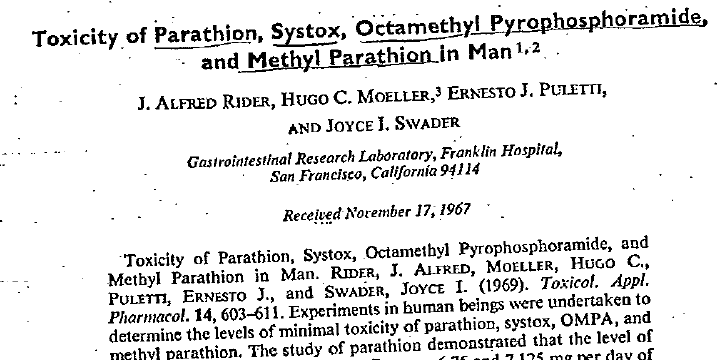 Toxicity of Parathion, Systox, Octamethyl Pyrophosphoramide,
and Methyl Parathion in Man 1,2
J. ALFRED RIDER, HUGO C. MOELLER,3 ERNESTO J. PULETTI,
AND JOYCE I. SWADER
Gastrointestinal Research Laboratory, Franklin Hospital,
San Francisco, California 94114
Received November 17, 1967
Toxicity of Parathion, Systox, Octamethyl Pyrophosphoramide, and
Methyl Parathion in Man. RIDER, J. ALFRED, MOELLER, HUGO C.,
PULETTI, ERNESTO J., and SWADER, JOYCE I. (1969). Toxicol. Appl.
Pharmacol. 14, 603–611. Experiments in human beings were undertaken to
determine the levels of minimal toxicity of parathion, systox, OMPA, and
methyl parathion. The study of parathion demonstrated that the level of
and 7.125 mg per day of